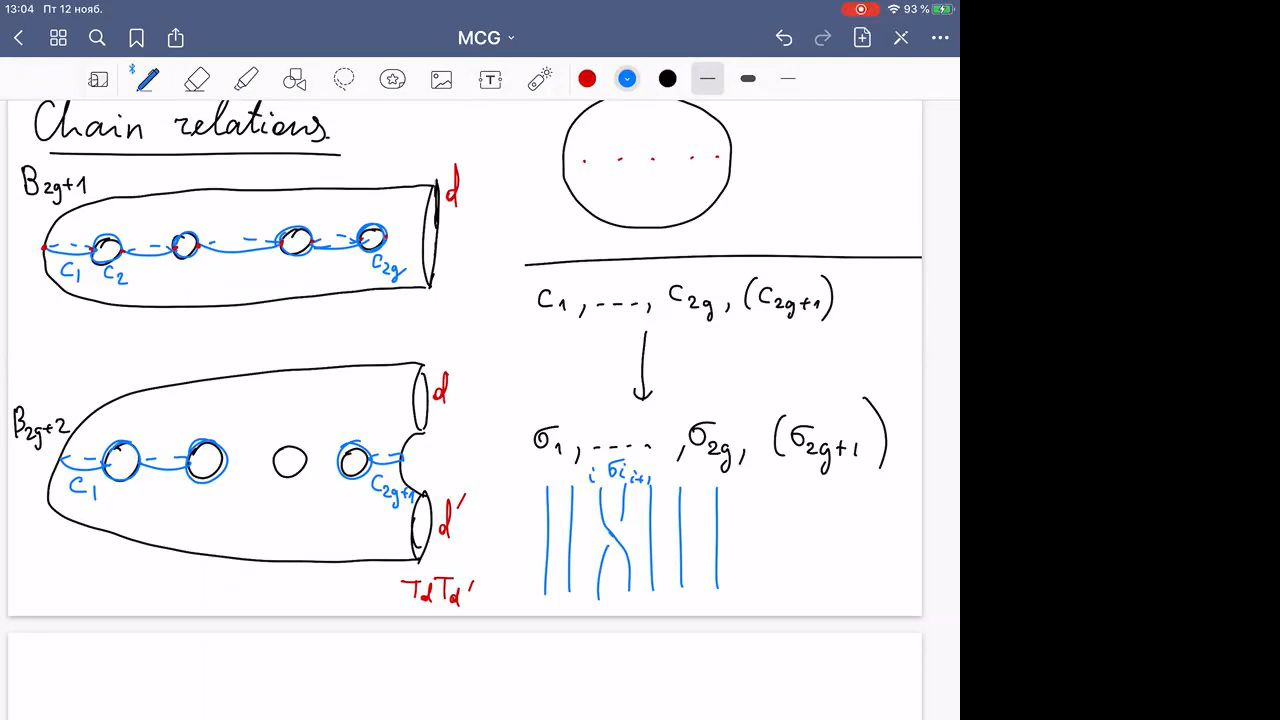 13:04 Пт 12 нояб. 93 %
MCG
T
Chain relations
B2g+1
d
C1 C2 C2g
C1, ...., C2g, (C2g+1)
B2g+2
d
σ1, ...., σ2g, (σ2g+1)
i σi i+1
C1 C2g+1
d'
TdTd'